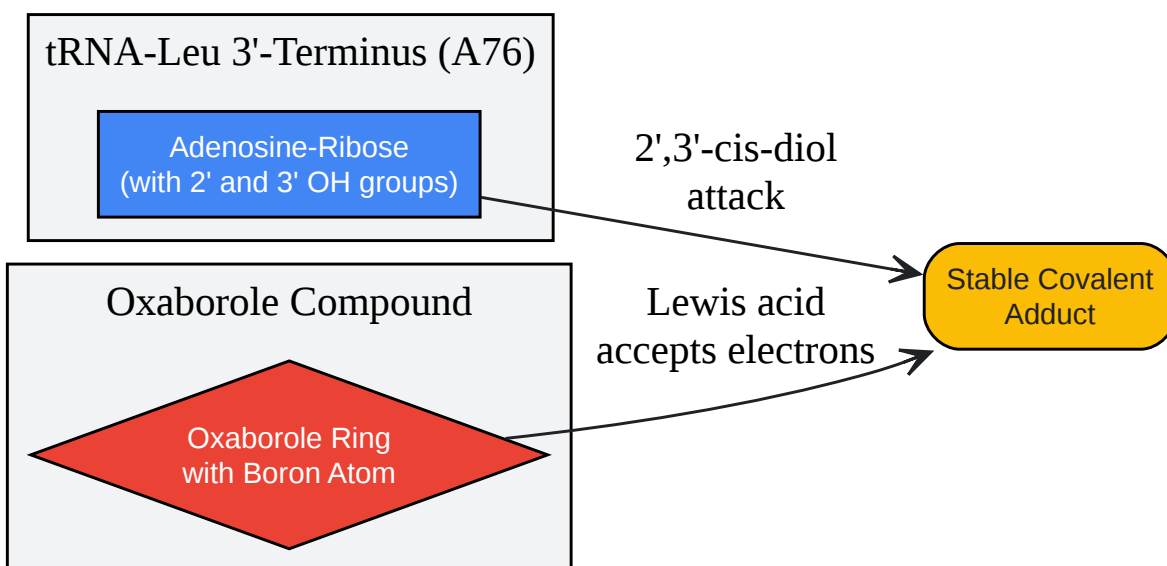 tRNA-Leu 3'-Terminus (A76)
Adenosine-Ribose
(with 2' and 3' OH groups)
2',3'-cis-diol
attack
Oxaborole Compound
Lewis acid
accepts electrons
Stable Covalent
Adduct
Oxaborole Ring
with Boron Atom